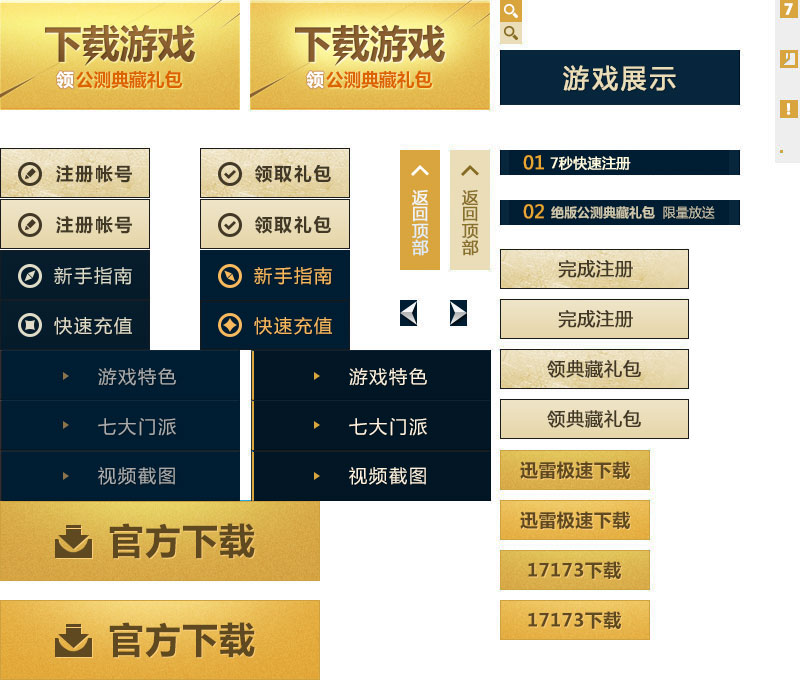 下载游戏
领公测典藏礼包
下载游戏
领公测典藏礼包
游戏展示
7
!
注册帐号
领取礼包
注册帐号
领取礼包
新手指南
新手指南
快速充值
快速充值
返回顶部
返回顶部
01 7秒快速注册
02 绝版公测典藏礼包 限量放送
完成注册
完成注册
领典藏礼包
领典藏礼包
游戏特色
游戏特色
七大门派
七大门派
视频截图
视频截图
迅雷极速下载
迅雷极速下载
17173下载
17173下载
官方下载
官方下载